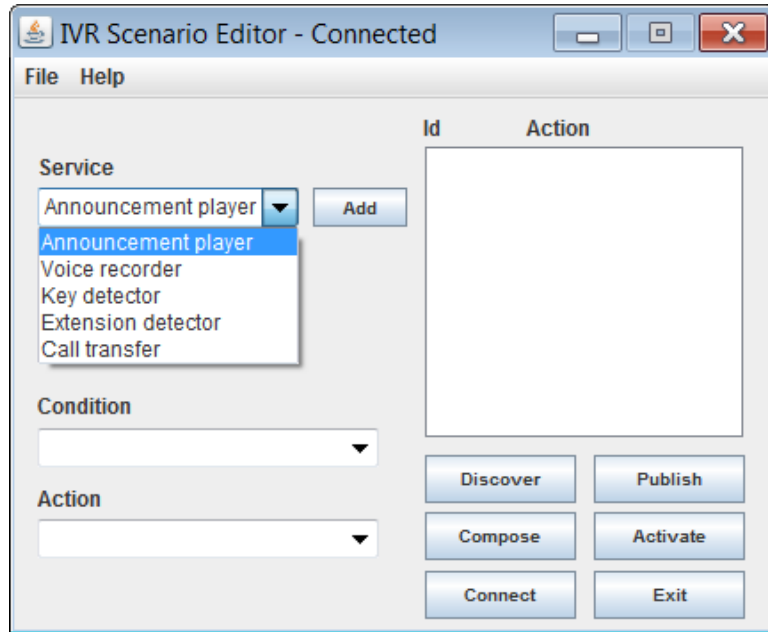 IVR Scenario Editor - Connected
File Help
Id Action
Service
Announcement player Add
Announcement player
Voice recorder
Key detector
Extension detector
Call transfer
Condition
Action
Discover Publish
Compose Activate
Connect Exit